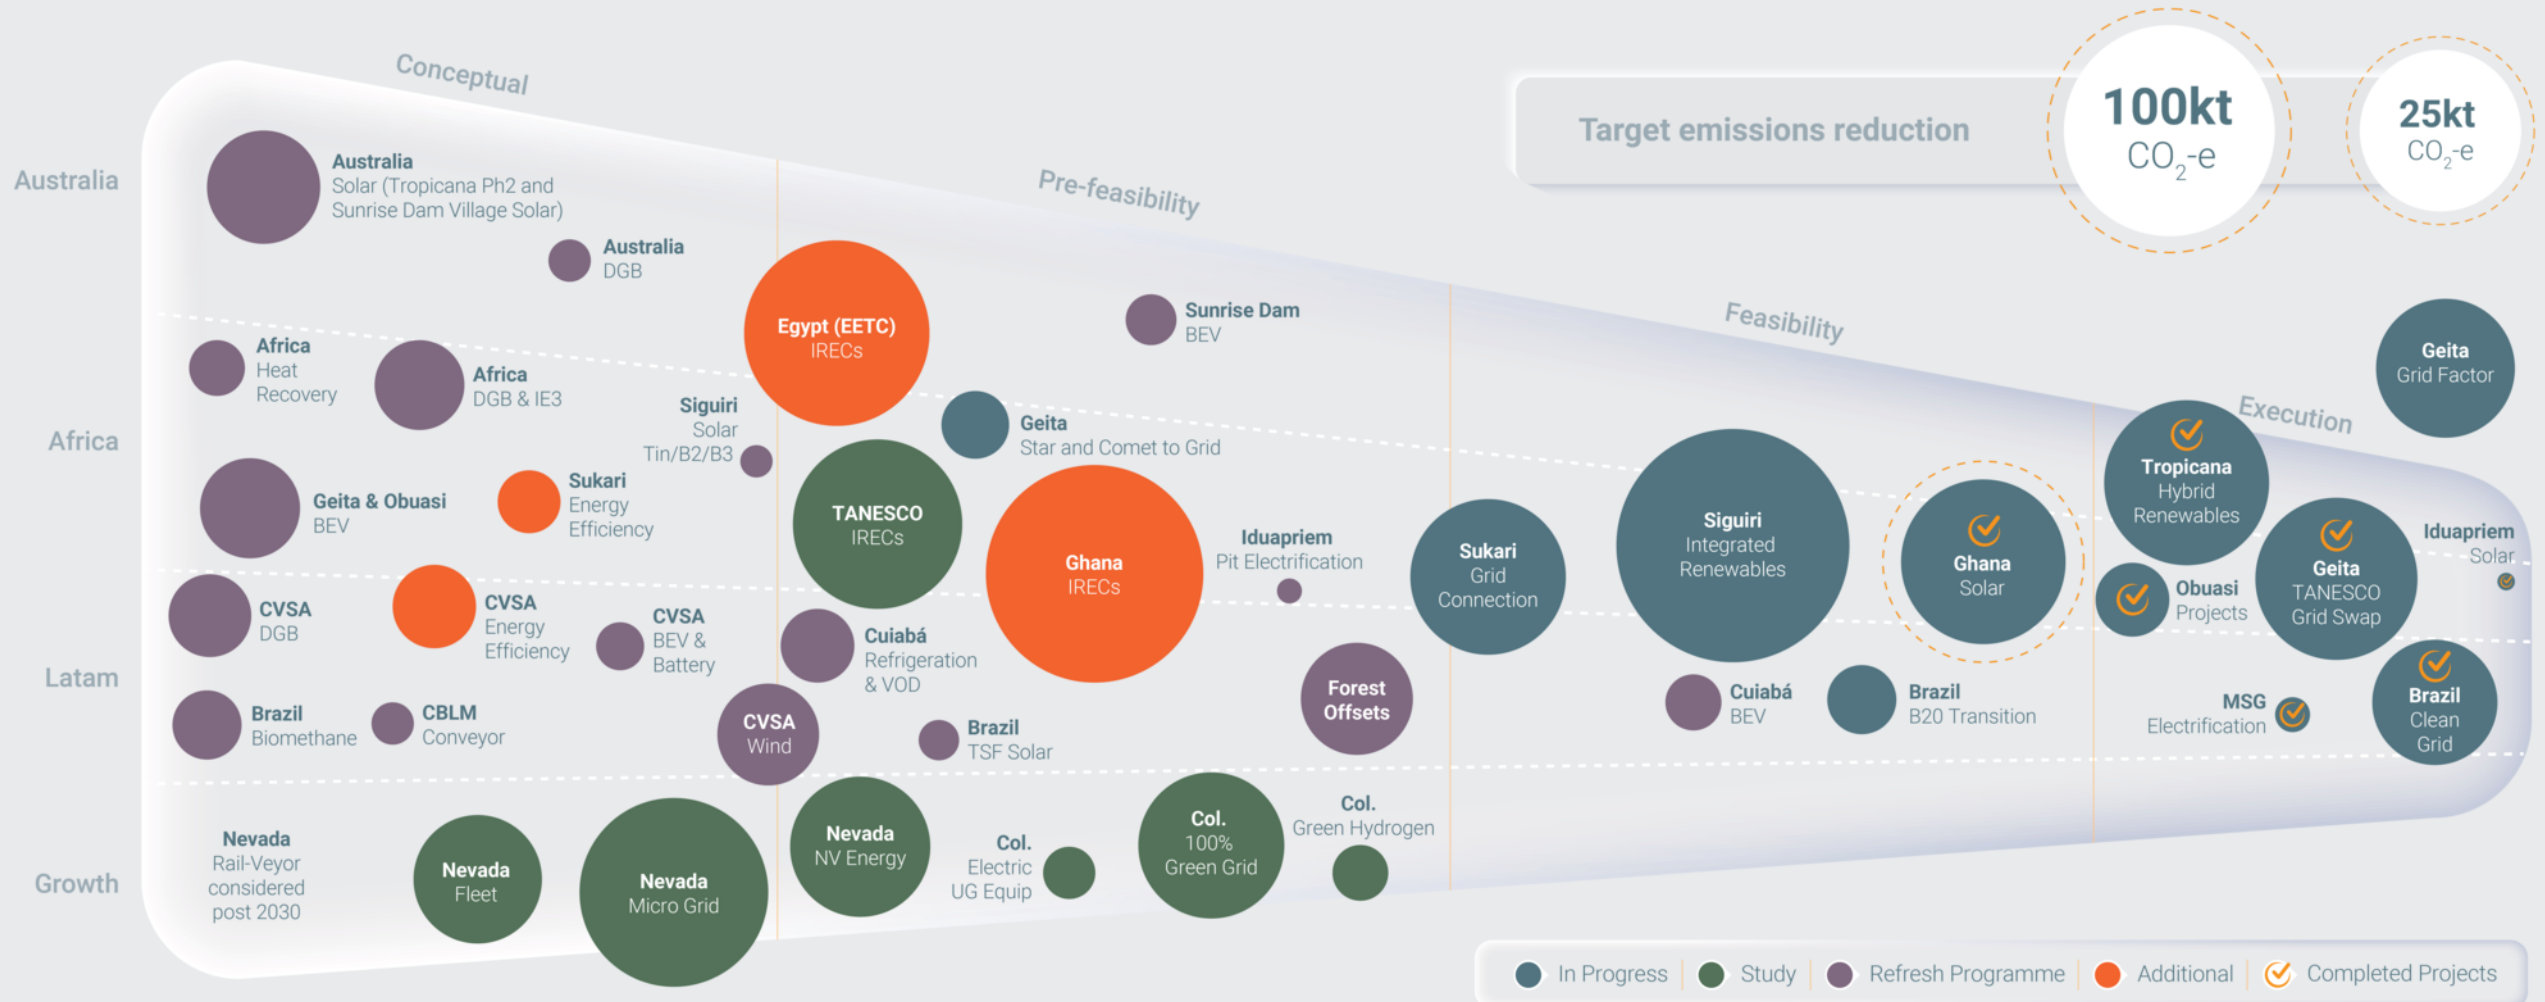 Conceptual
Pre-feasibility
Feasibility
Execution
Target emissions reduction
100kt
CO2-e
25kt
CO2-e
Australia
Australia
Solar (Tropicana Ph2 and
Sunrise Dam Village Solar)
Australia
DGB
Egypt (EETC)
IRECs
Sunrise Dam
BEV
Geita
Grid Factor
Africa
Africa
Heat
Recovery
Africa
DGB & IE3
Siguiri
Solar
Tin/B2/B3
Geita
Star and Comet to Grid
Geita & Obuasi
BEV
Sukari
Energy
Efficiency
TANESCO
IRECs
Ghana
IRECs
Iduapriem
Pit Electrification
Sukari
Grid
Connection
Siguiri
Integrated
Renewables
Ghana
Solar
Tropicana
Hybrid
Renewables
Obuasi
Projects
Geita
TANESCO
Grid Swap
Iduapriem
Solar
Latam
CVSA
DGB
CVSA
Energy
Efficiency
CVSA
BEV &
Battery
Cuiabá
Refrigeration
& VOD
Brazil
Biomethane
CBLM
Conveyor
CVSA
Wind
Brazil
TSF Solar
Forest
Offsets
Cuiabá
BEV
Brazil
B20 Transition
MSG
Electrification
Brazil
Clean
Grid
Growth
Nevada
Rail-Veyor
considered
post 2030
Nevada
Fleet
Nevada
Micro Grid
Nevada
NV Energy
Col.
Electric
UG Equip
Col.
100%
Green Grid
Col.
Green Hydrogen
In Progress
Study
Refresh Programme
Additional
Completed Projects